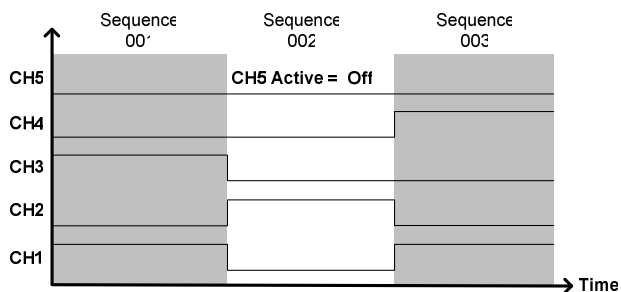 Sequence
001
Sequence
002
Sequence
003
CH5
CH5 Active = Off
CH4
CH3
CH2
CH1
Time